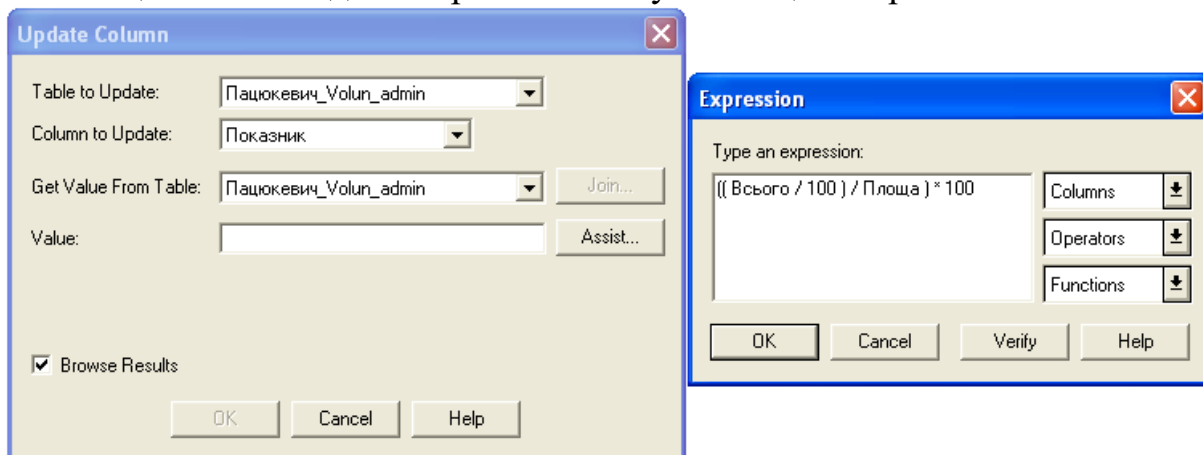 Update Column
Table to Update: Пацюкевич_Volun_admin
Column to Update: Показник
Get Value From Table: Пацюкевич_Volun_admin Join...
Value: Assist...
Browse Results
OK Cancel Help
Expression
Type an expression:
(( Всього / 100 ) / Площа ) * 100
Columns
Operators
Functions
OK Cancel Verify Help